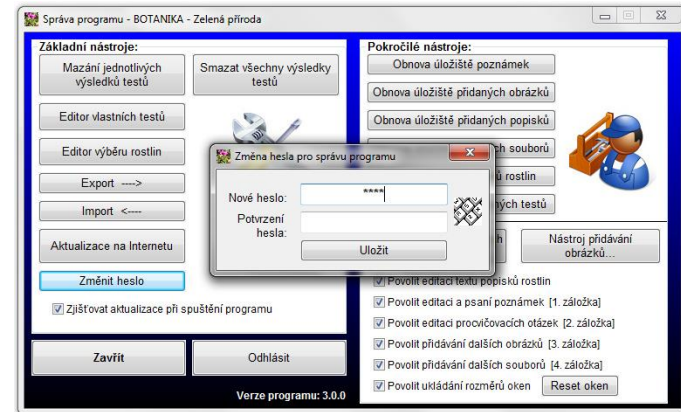 Správa programu - BOTANIKA - Zelená příroda
Základní nástroje:
Mazání jednotlivých
výsledků testů
Smazat všechny výsledky
testů
Editor vlastních testů
Editor výběru rostlin
Export ---->
Import <----
Aktualizace na Internetu
Změnit heslo
Zjišťovat aktualizace při spuštění programu
Zavřít
Odhlásit
Verze programu: 3.0.0
Pokročilé nástroje:
Obnova úložiště poznámek
Obnova úložiště přidaných obrázků
Obnova úložiště přidaných popisků
souborů
rostlin
testů
Nástroj přidávání
obrázků...
Povolit editaci textu popisků rostlin
Povolit editaci a psaní poznámek [1. záložka]
Povolit editaci procvičovacích otázek [2. záložka]
Povolit přidávání dalších obrázků [3. záložka]
Povolit přidávání dalších souborů [4. záložka]
Povolit ukládání rozměrů oken
Reset oken
Změna hesla pro správu programu
Nové heslo:
****
Potvrzení
hesla:
Uložit